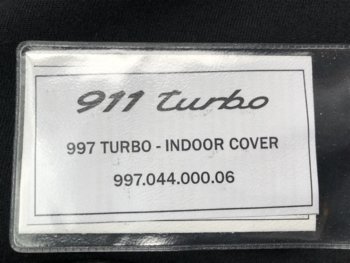 911 turbo
997 TURBO - INDOOR COVER
997.044.000.06